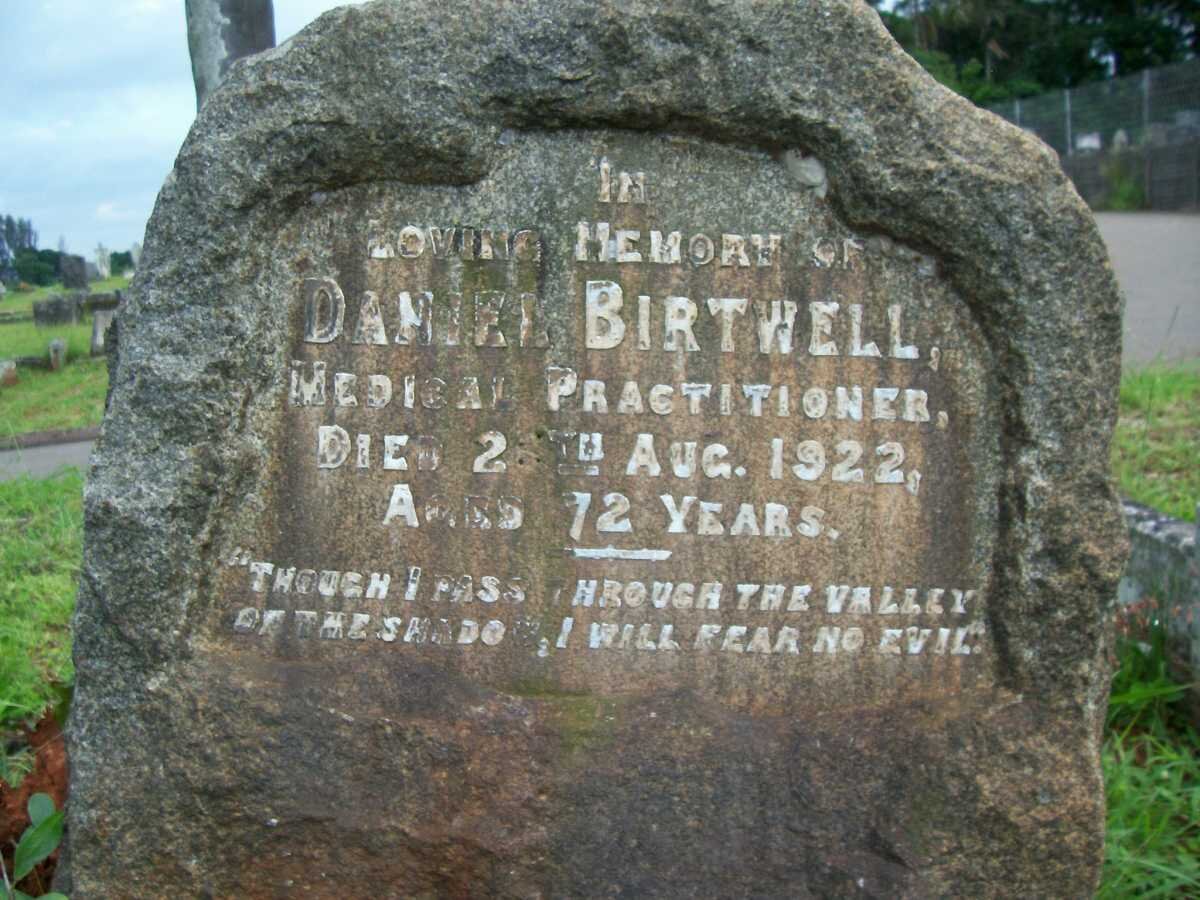 IN
LOVING MEMORY OF
DANIEL BIRTWELL,
MEDICAL PRACTITIONER,
DIED AUG. 1922,
AGED 72 YEARS.
"THOUGH I PASS THROUGH THE VALLEY
OF THE SHADOW, I WILL FEAR NO EVIL."